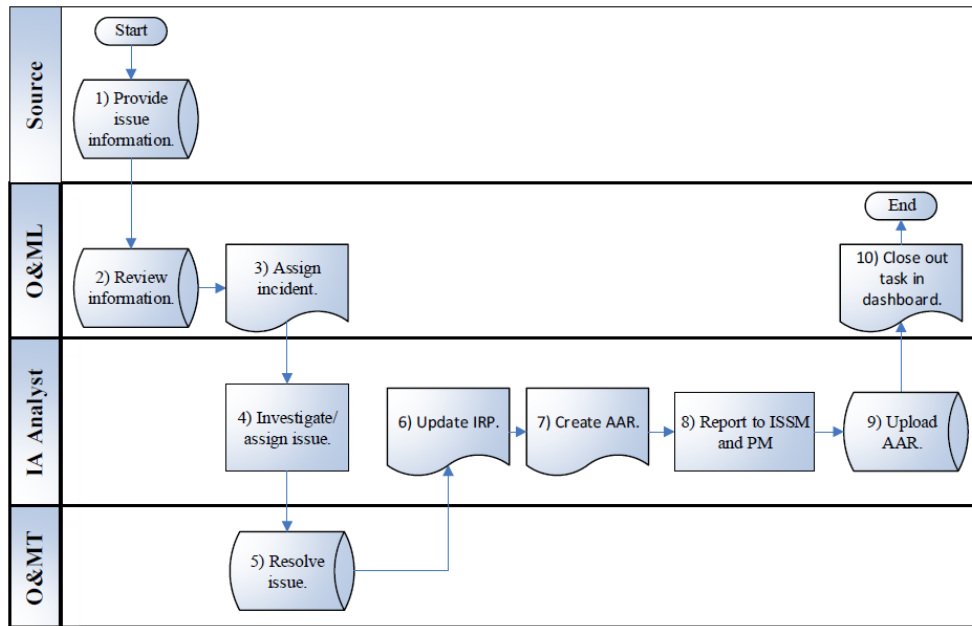 Source
Start
1) Provide
issue
information.
O&ML
2) Review
information.
3) Assign
incident.
End
10) Close out
task in
dashboard.
IA Analyst
4) Investigate/
assign issue.
6) Update IRP.
7) Create AAR.
8) Report to ISSM
and PM
9) Upload
AAR.
O&MT
5) Resolve
issue.